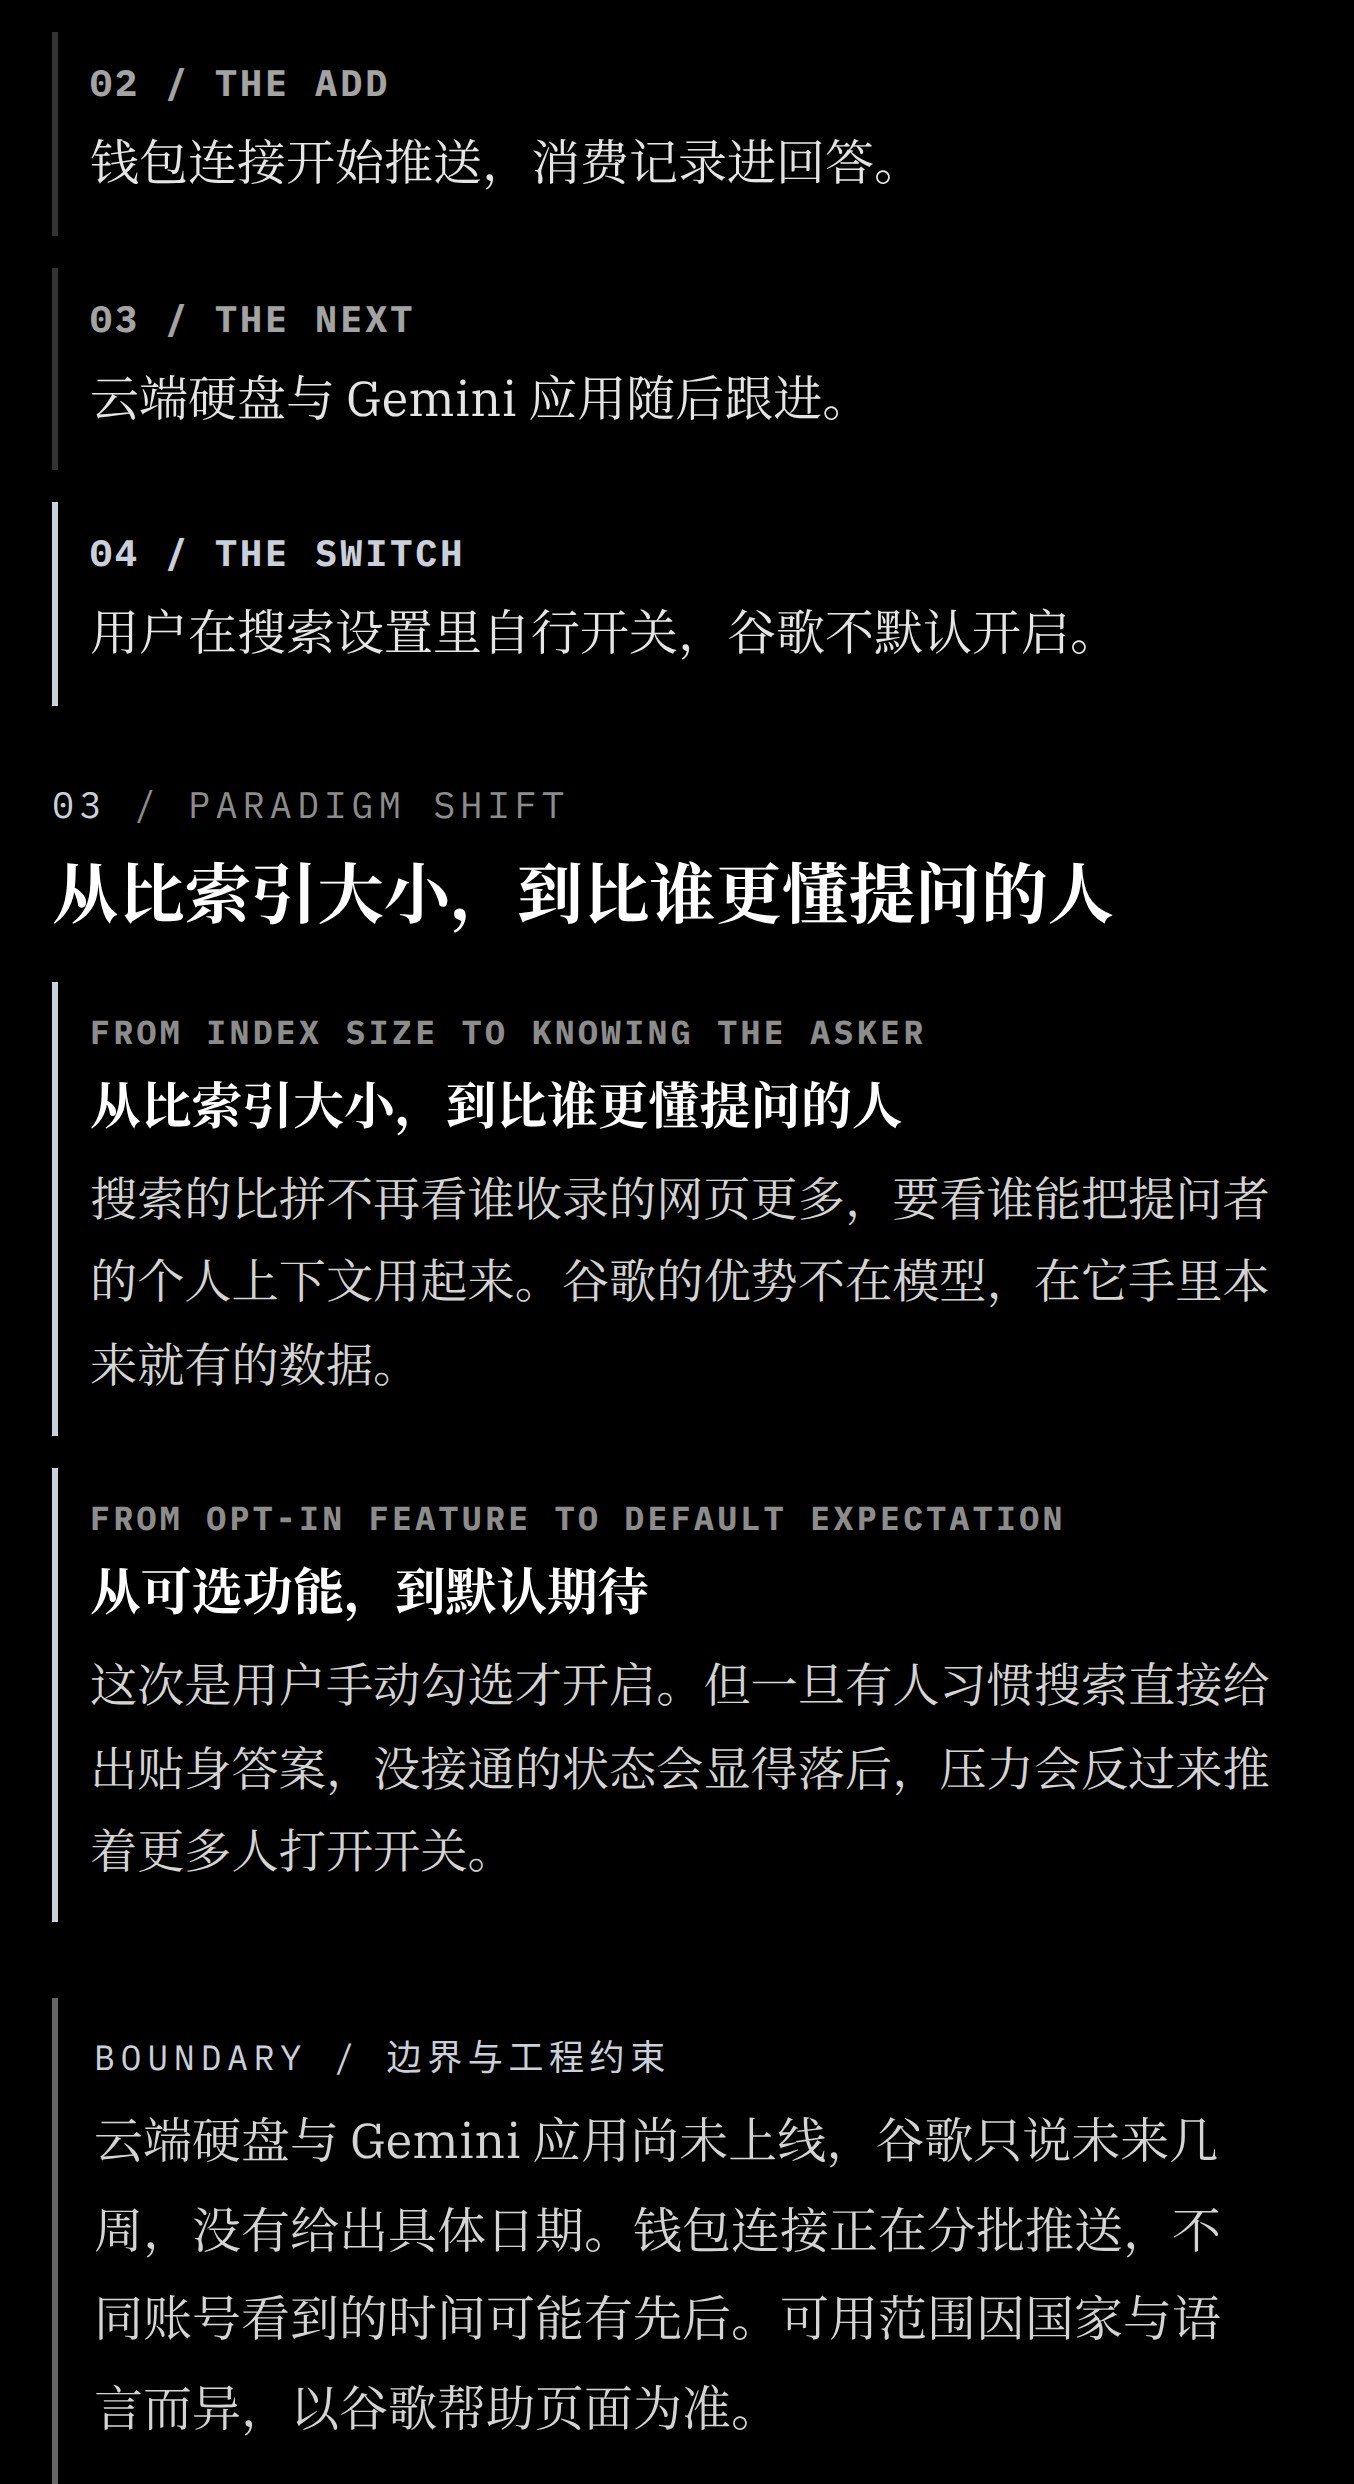 02 / THE ADD
钱包连接开始推送，消费记录进回答。
03 / THE NEXT
云端硬盘与 Gemini 应用随后跟进。
04 / THE SWITCH
用户在搜索设置里自行开关，谷歌不默认开启。
03 / PARADIGM SHIFT
从比索引大小，到比谁更懂提问的人
FROM INDEX SIZE TO KNOWING THE ASKER
从比索引大小，到比谁更懂提问的人
搜索的比拼不再看谁收录的网页更多，要看谁能把提问者
的个人上下文用起来。谷歌的优势不在模型，在它手里本
来就有的数据。
FROM OPT-IN FEATURE TO DEFAULT EXPECTATION
从可选功能，到默认期待
这次是用户手动勾选才开启。但一旦有人习惯搜索直接给
出贴身答案，没接通的状态会显得落后，压力会反过来推
着更多人打开开关。
BOUNDARY / 边界与工程约束
云端硬盘与 Gemini 应用尚未上线，谷歌只说未来几
周，没有给出具体日期。钱包连接正在分批推送，不
同账号看到的时间可能有先后。可用范围因国家与语
言而异，以谷歌帮助页面为准。